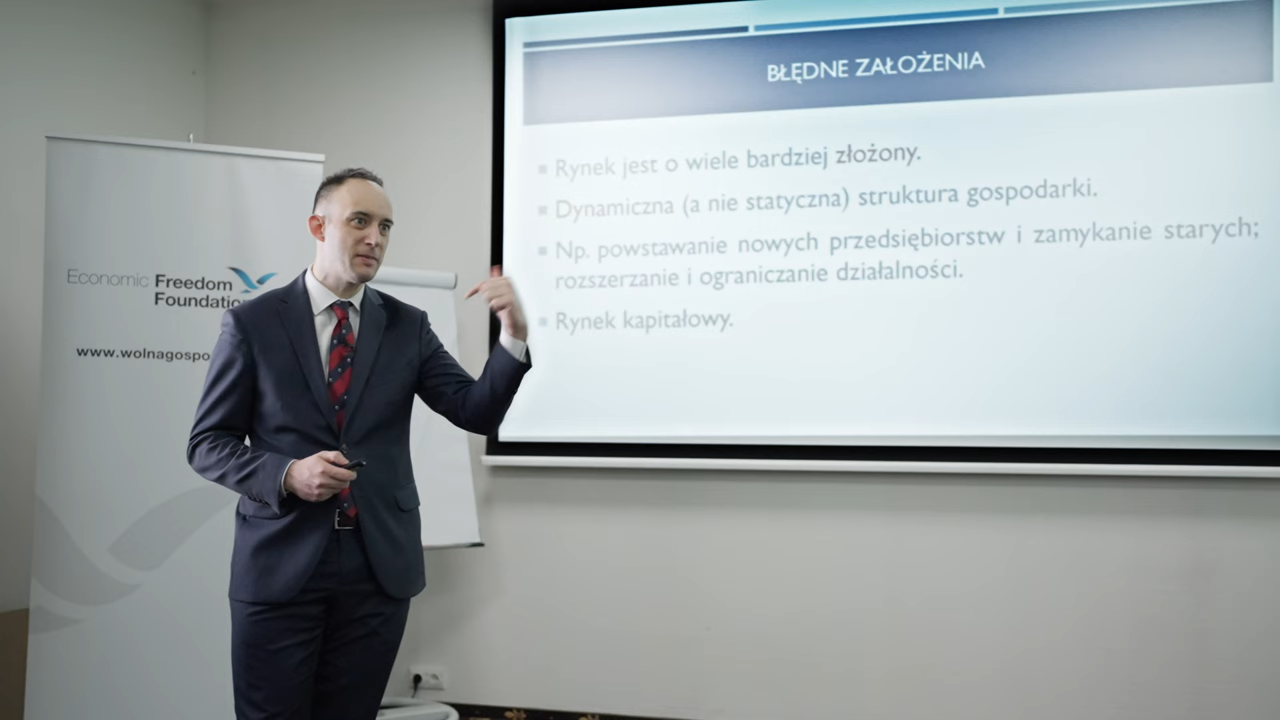 BŁĘDNE ZAŁOŻENIA
Rynek jest o wiele bardziej złożony.
Dynamiczna (a nie statyczna) struktura gospodarki.
Np. powstawanie nowych przedsiębiorstw i zamykanie starych;
rozszerzanie i ograniczanie działalności.
Rynek kapitałowy.
Economic Freedom
Foundatio
www.wolnagospo